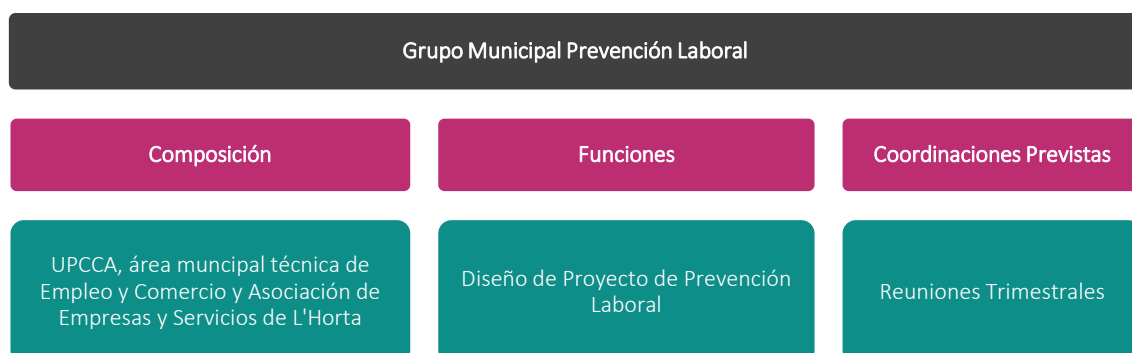 Grupo Municipal Prevención Laboral
Composición
Funciones
Coordinaciones Previstas
UPCCA, área muncipal técnica de
Empleo y Comercio y Asociación de
Empresas y Servicios de L'Horta
Diseño de Proyecto de Prevención
Laboral
Reuniones Trimestrales